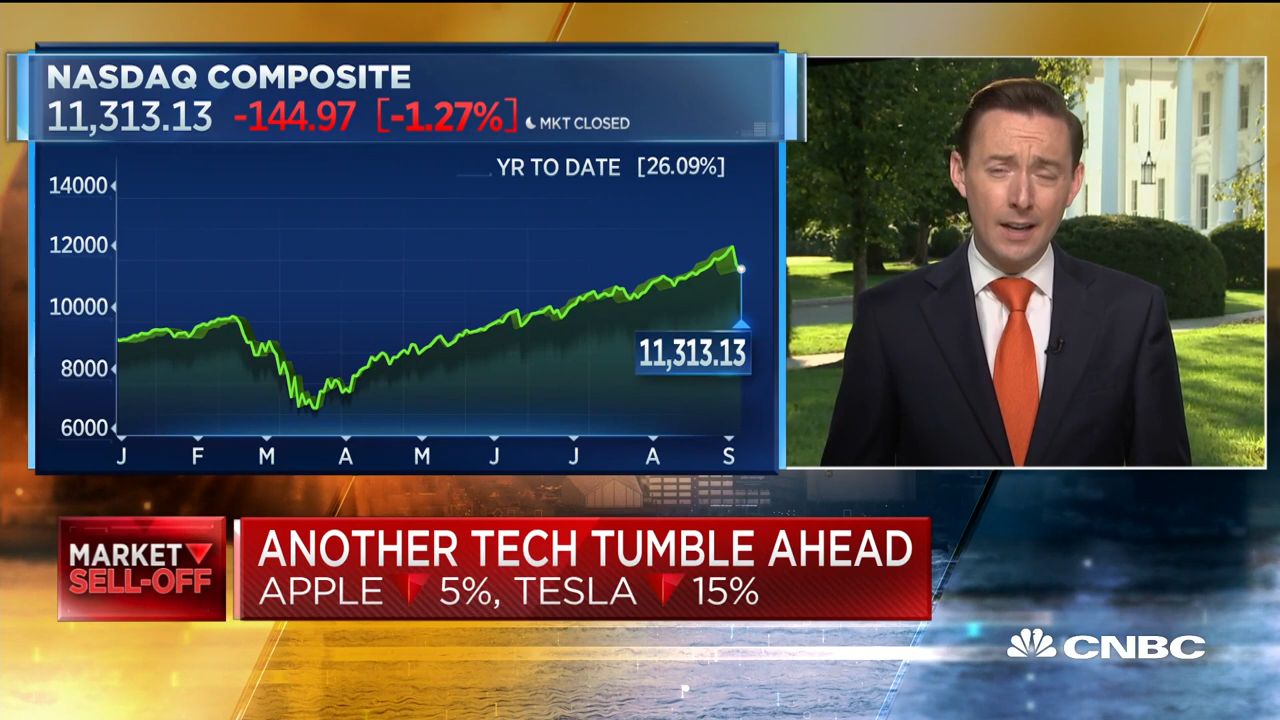 NASDAQ COMPOSITE
11,313.13 -144.97 [-1.27%] MKT CLOSED
YR TO DATE [26.09%]
14000
12000
10000
8000
6000
11,313.13
J F M A M J J A S
MARKET
SELL-OFF
ANOTHER TECH TUMBLE AHEAD
APPLE 5%, TESLA 15%
CNBC
P